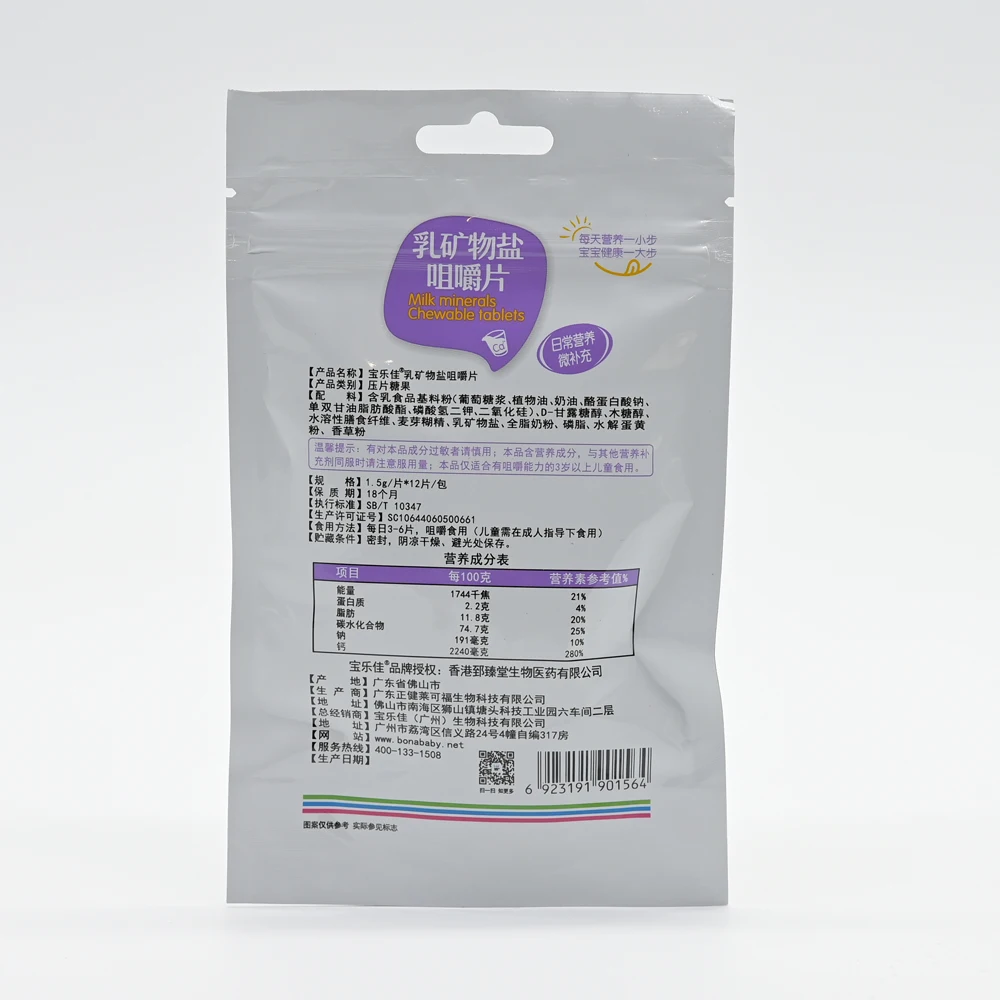 乳矿物盐
咀嚼片
Milk minerals
Chewable tablets
Ca
每天营养一小步
宝宝健康一大步
日常营养
微补充
【产品名称】宝乐佳®乳矿物盐咀嚼片
【产品类别】压片糖果
【配　　料】含乳食品基料粉(葡萄糖浆、植物油、奶油、酪蛋白酸钠、
单双甘油脂肪酸酯、磷酸氢二钾、二氧化硅)、D-甘露糖醇、木糖醇、
水溶性膳食纤维、麦芽糊精、乳矿物盐、全脂奶粉、磷脂、水解蛋黄
粉、香草粉
温馨提示：有对本品成分过敏者请慎用；本品含营养成分，与其他营养补
充剂同服时请注意服用量；本品仅适合有咀嚼能力的3岁以上儿童食用。
【规　　格】1.5g/片*12片/包
【保 质 期】18个月
【执行标准】SB/T 10347
【生产许可证号】SC10644060500661
【食用方法】每日3-6片，咀嚼食用（儿童需在成人指导下食用）
【贮藏条件】密封，阴凉干燥、避光处保存。
营养成分表
项目 每100克 营养素参考值%
能量 1744千焦 21%
蛋白质 2.2克 4%
脂肪 11.8克 20%
碳水化合物 74.7克 25%
钠 191毫克 10%
钙 2240毫克 280%
宝乐佳®品牌授权：香港郅臻堂生物医药有限公司
【产　　地】广东省佛山市
【生 产 商】广东正健莱可福生物科技有限公司
【地　　址】佛山市南海区狮山镇塘头科技工业园六车间二层
【总经销商】宝乐佳（广州）生物科技有限公司
【地　　址】广州市荔湾区信义路24号4幢自编317房
【网　　站】www.bonababy.net
【服务热线】400-133-1508
【生产日期】
扫一扫 知更多
6 923191 901564
图案仅供参考 实际参见标志